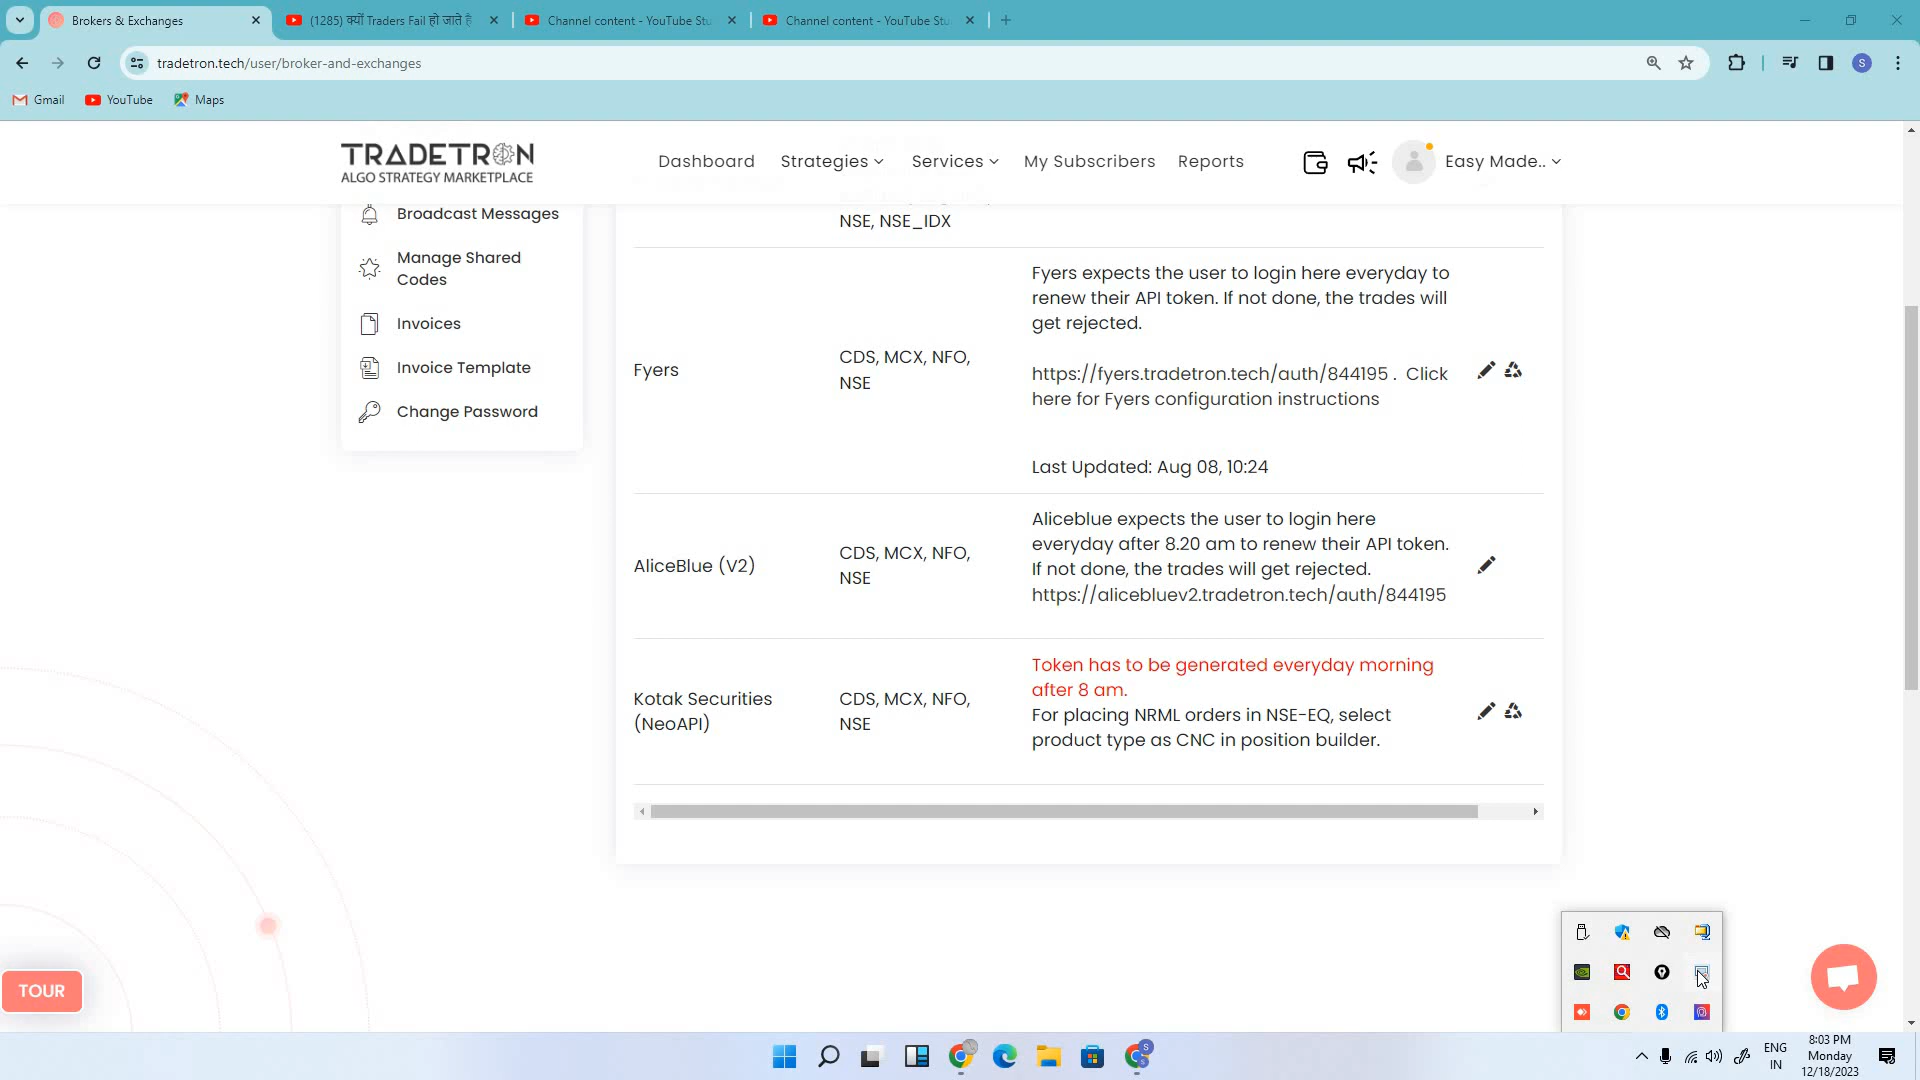 Brokers & Exchanges
(1285) क्यों Traders Fail हो जाते है
Channel content - YouTube Stu
Channel content - YouTube Stu
tradetron.tech/user/broker-and-exchanges
S
Gmail
YouTube
Maps
TRADETRON
ALGO STRATEGY MARKETPLACE
Dashboard
Strategies
Services
My Subscribers
Reports
Easy Made..
Broadcast Messages
Manage Shared
Codes
Invoices
Invoice Template
Change Password
NSE, NSE_IDX
Fyers
CDS, MCX, NFO,
NSE
Fyers expects the user to login here everyday to
renew their API token. If not done, the trades will
get rejected.
https://fyers.tradetron.tech/auth/844195 . Click
here for Fyers configuration instructions
Last Updated: Aug 08, 10:24
AliceBlue (V2)
CDS, MCX, NFO,
NSE
Aliceblue expects the user to login here
everyday after 8.20 am to renew their API token.
If not done, the trades will get rejected.
https://alicebluev2.tradetron.tech/auth/844195
Kotak Securities
(NeoAPI)
CDS, MCX, NFO,
NSE
Token has to be generated everyday morning
after 8 am.
For placing NRML orders in NSE-EQ, select
product type as CNC in position builder.
TOUR
S
ENG
IN
8:03 PM
Monday
12/18/2023